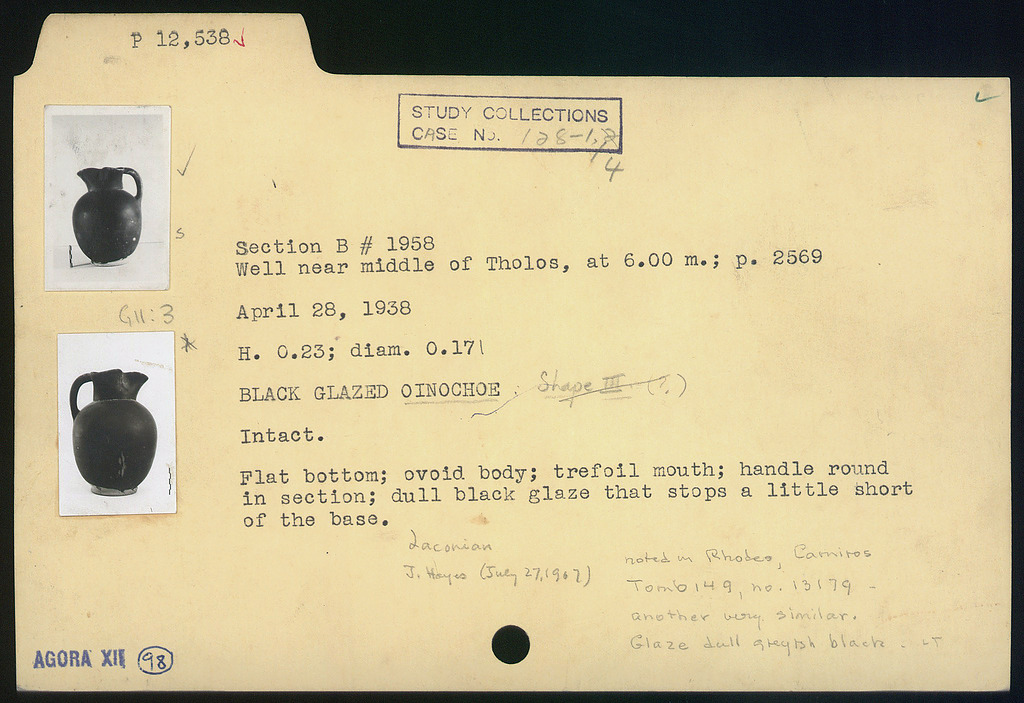 P 12,538 ✓
STUDY COLLECTIONS
CASE No. 128-
4
S
G11:3
*
Section B # 1958
Well near middle of Tholos, at 6.00 m.; p. 2569
April 28, 1938
H. 0.23; diam. 0.171
BLACK GLAZED OINOCHOE. Shape III (?)
Intact.
Flat bottom; ovoid body; trefoil mouth; handle round
in section; dull black glaze that stops a little short
of the base.
Laconian
J. Hayes (July 27, 1967)
noted in Rhodes, Camiros
Tomb 149, no. 13179 -
another very similar.
Glaze dull greyish black. LT
AGORA XII 98